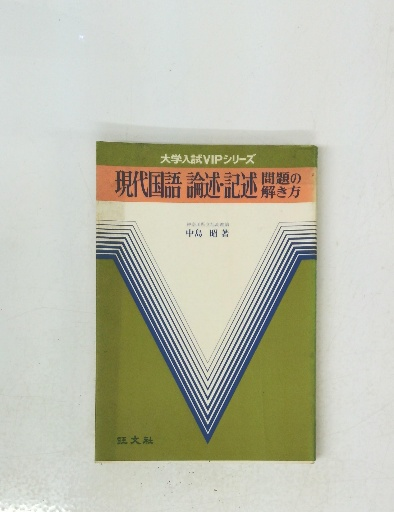 大学入試VIPシリーズ
現代国語 論述・記述 問題の解き方
中島 昭 著
旺文社